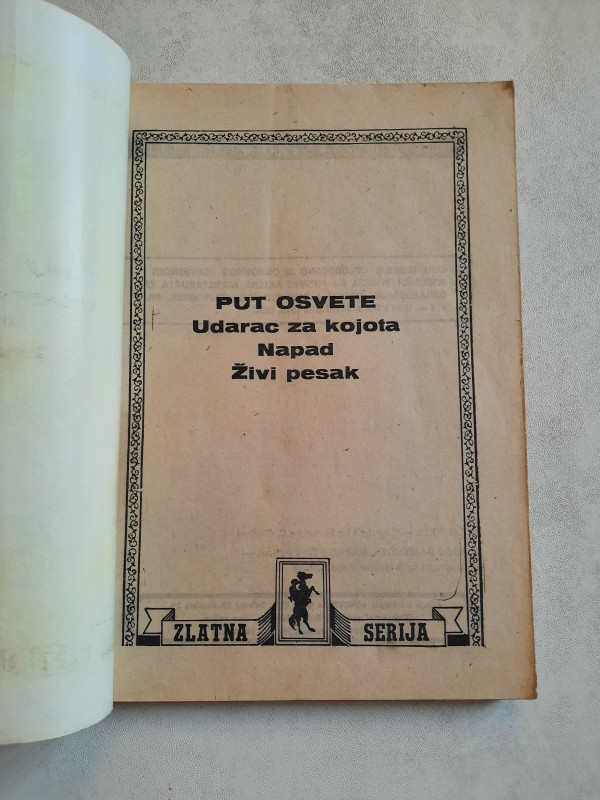 PUT OSVETE
Udarac za kojota
Napad
Živi pesak
ZLATNA SERIJA